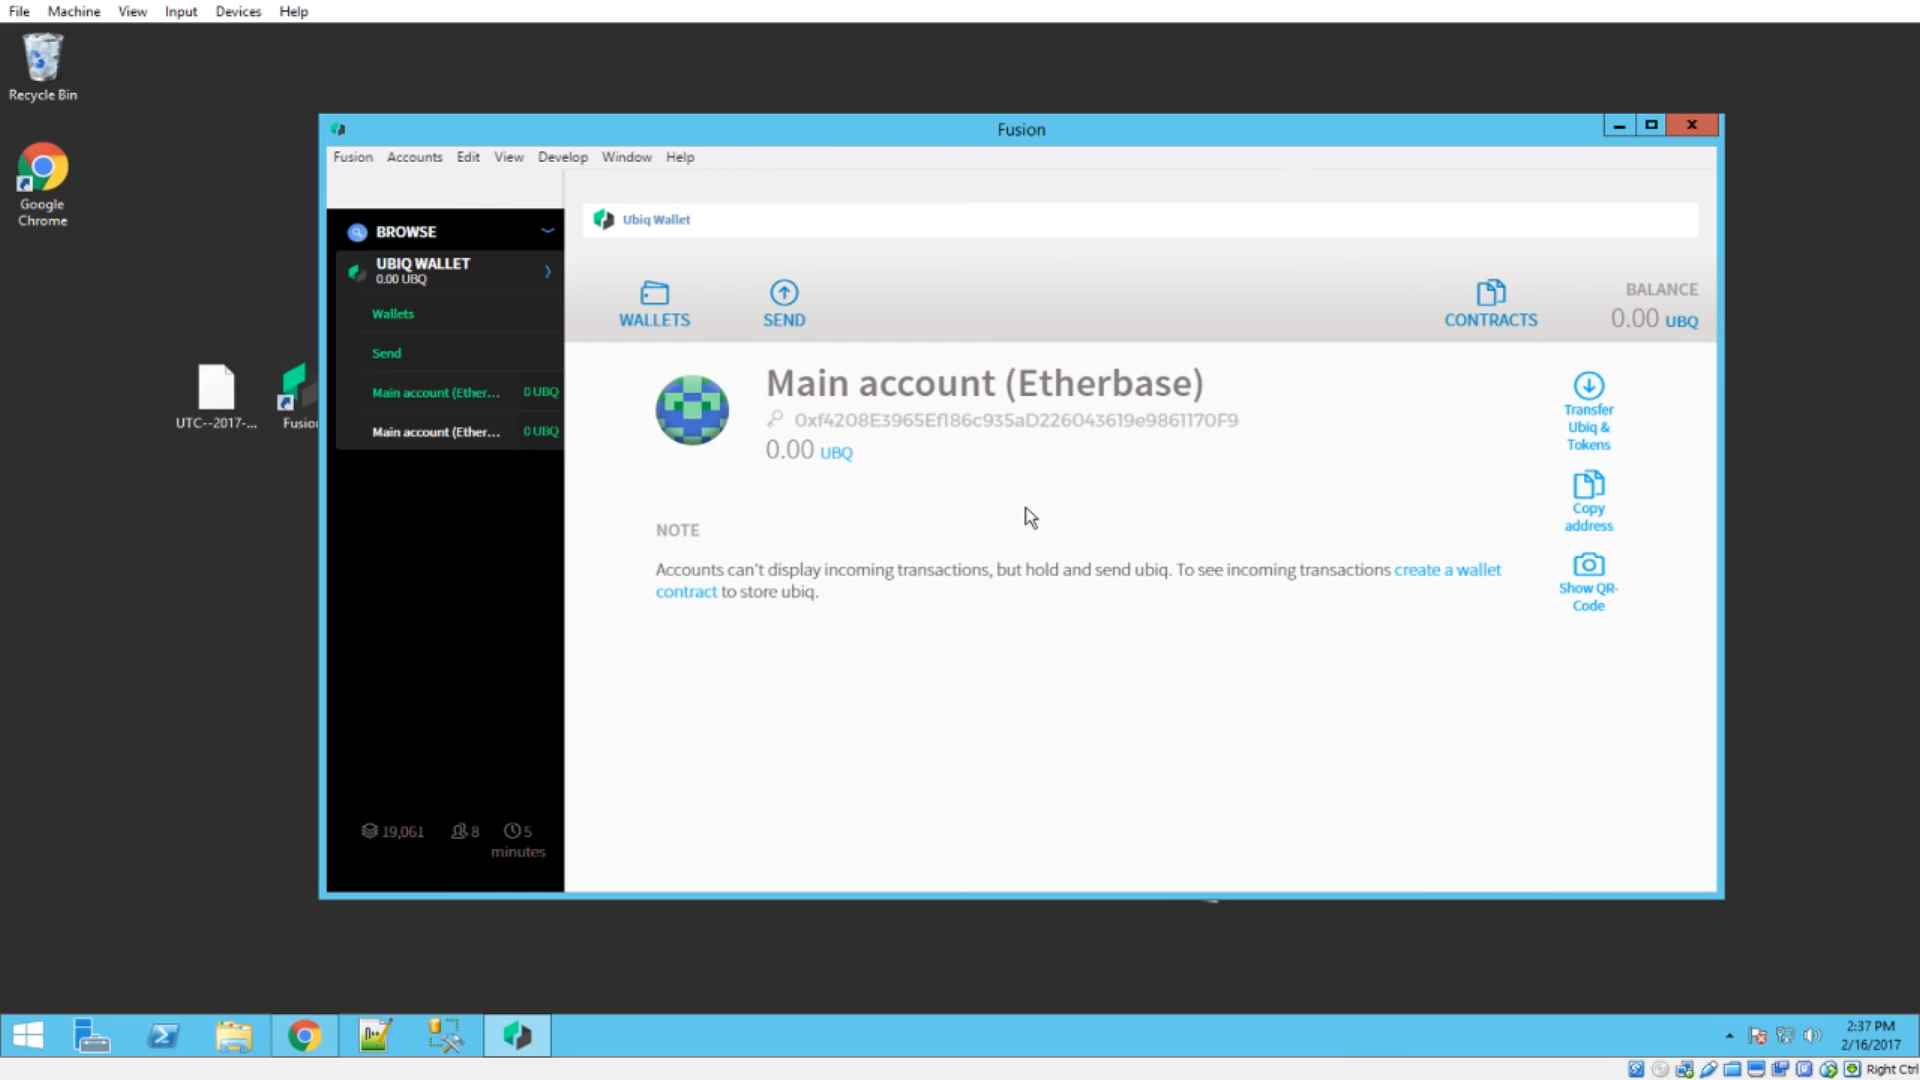 File Machine View Input Devices Help
Recycle Bin
Google
Chrome
UTC--2017-...
Fusion
Fusion Accounts Edit View Develop Window Help
Ubiq Wallet
BROWSE
UBIQ WALLET
0.00 UBQ
Wallets
Send
Main account (Ether... 0 UBQ
Main account (Ether... 0 UBQ
19,061 8 5
minutes
WALLETS SEND CONTRACTS
BALANCE
0.00 UBQ
Main account (Etherbase)
0xf4208E3965Ef186c935aD226043619e9861170F9
0.00 UBQ
Transfer
Ubiq &
Tokens
Copy
address
Show QR-
Code
NOTE
Accounts can't display incoming transactions, but hold and send ubiq. To see incoming transactions create a wallet
contract to store ubiq.
2:37 PM
2/16/2017
Right Ctrl